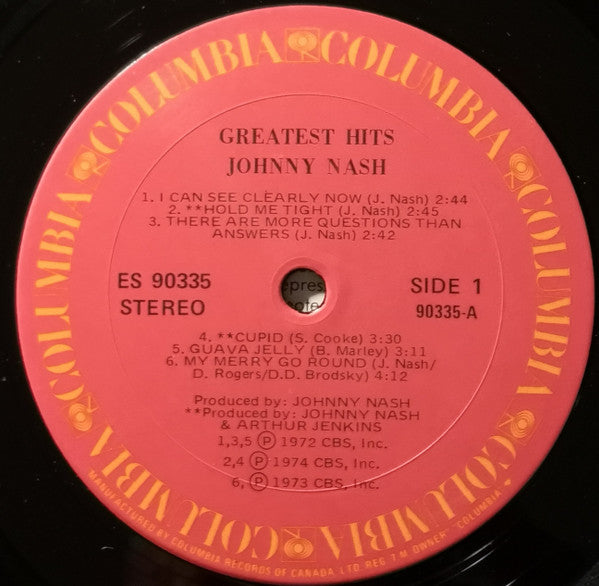 COLUMBIA COLUMBIA COLUMBIA COLUMBIA COLUMBIA COLUMBIA
GREATEST HITS
JOHNNY NASH
1. I CAN SEE CLEARLY NOW (J. Nash) 2:44
2. **HOLD ME TIGHT (J. Nash) 2:45
3. THERE ARE MORE QUESTIONS THAN
ANSWERS (J. Nash) 2:42
ES 90335
STEREO
SIDE 1
90335-A
4. **CUPID (S. Cooke) 3:30
5. GUAVA JELLY (B. Marley) 3:11
6. MY MERRY GO ROUND (J. Nash/
D. Rogers/D.D. Brodsky) 4:12
Produced by: JOHNNY NASH
**Produced by: JOHNNY NASH
& ARTHUR JENKINS
1,3,5 Ⓟ 1972 CBS, Inc.
2,4 Ⓟ 1974 CBS, Inc.
6, Ⓟ 1973 CBS, Inc.
MANUFACTURED BY COLUMBIA RECORDS OF CANADA, LTD. REG'T'M OWNER "COLUMBIA"